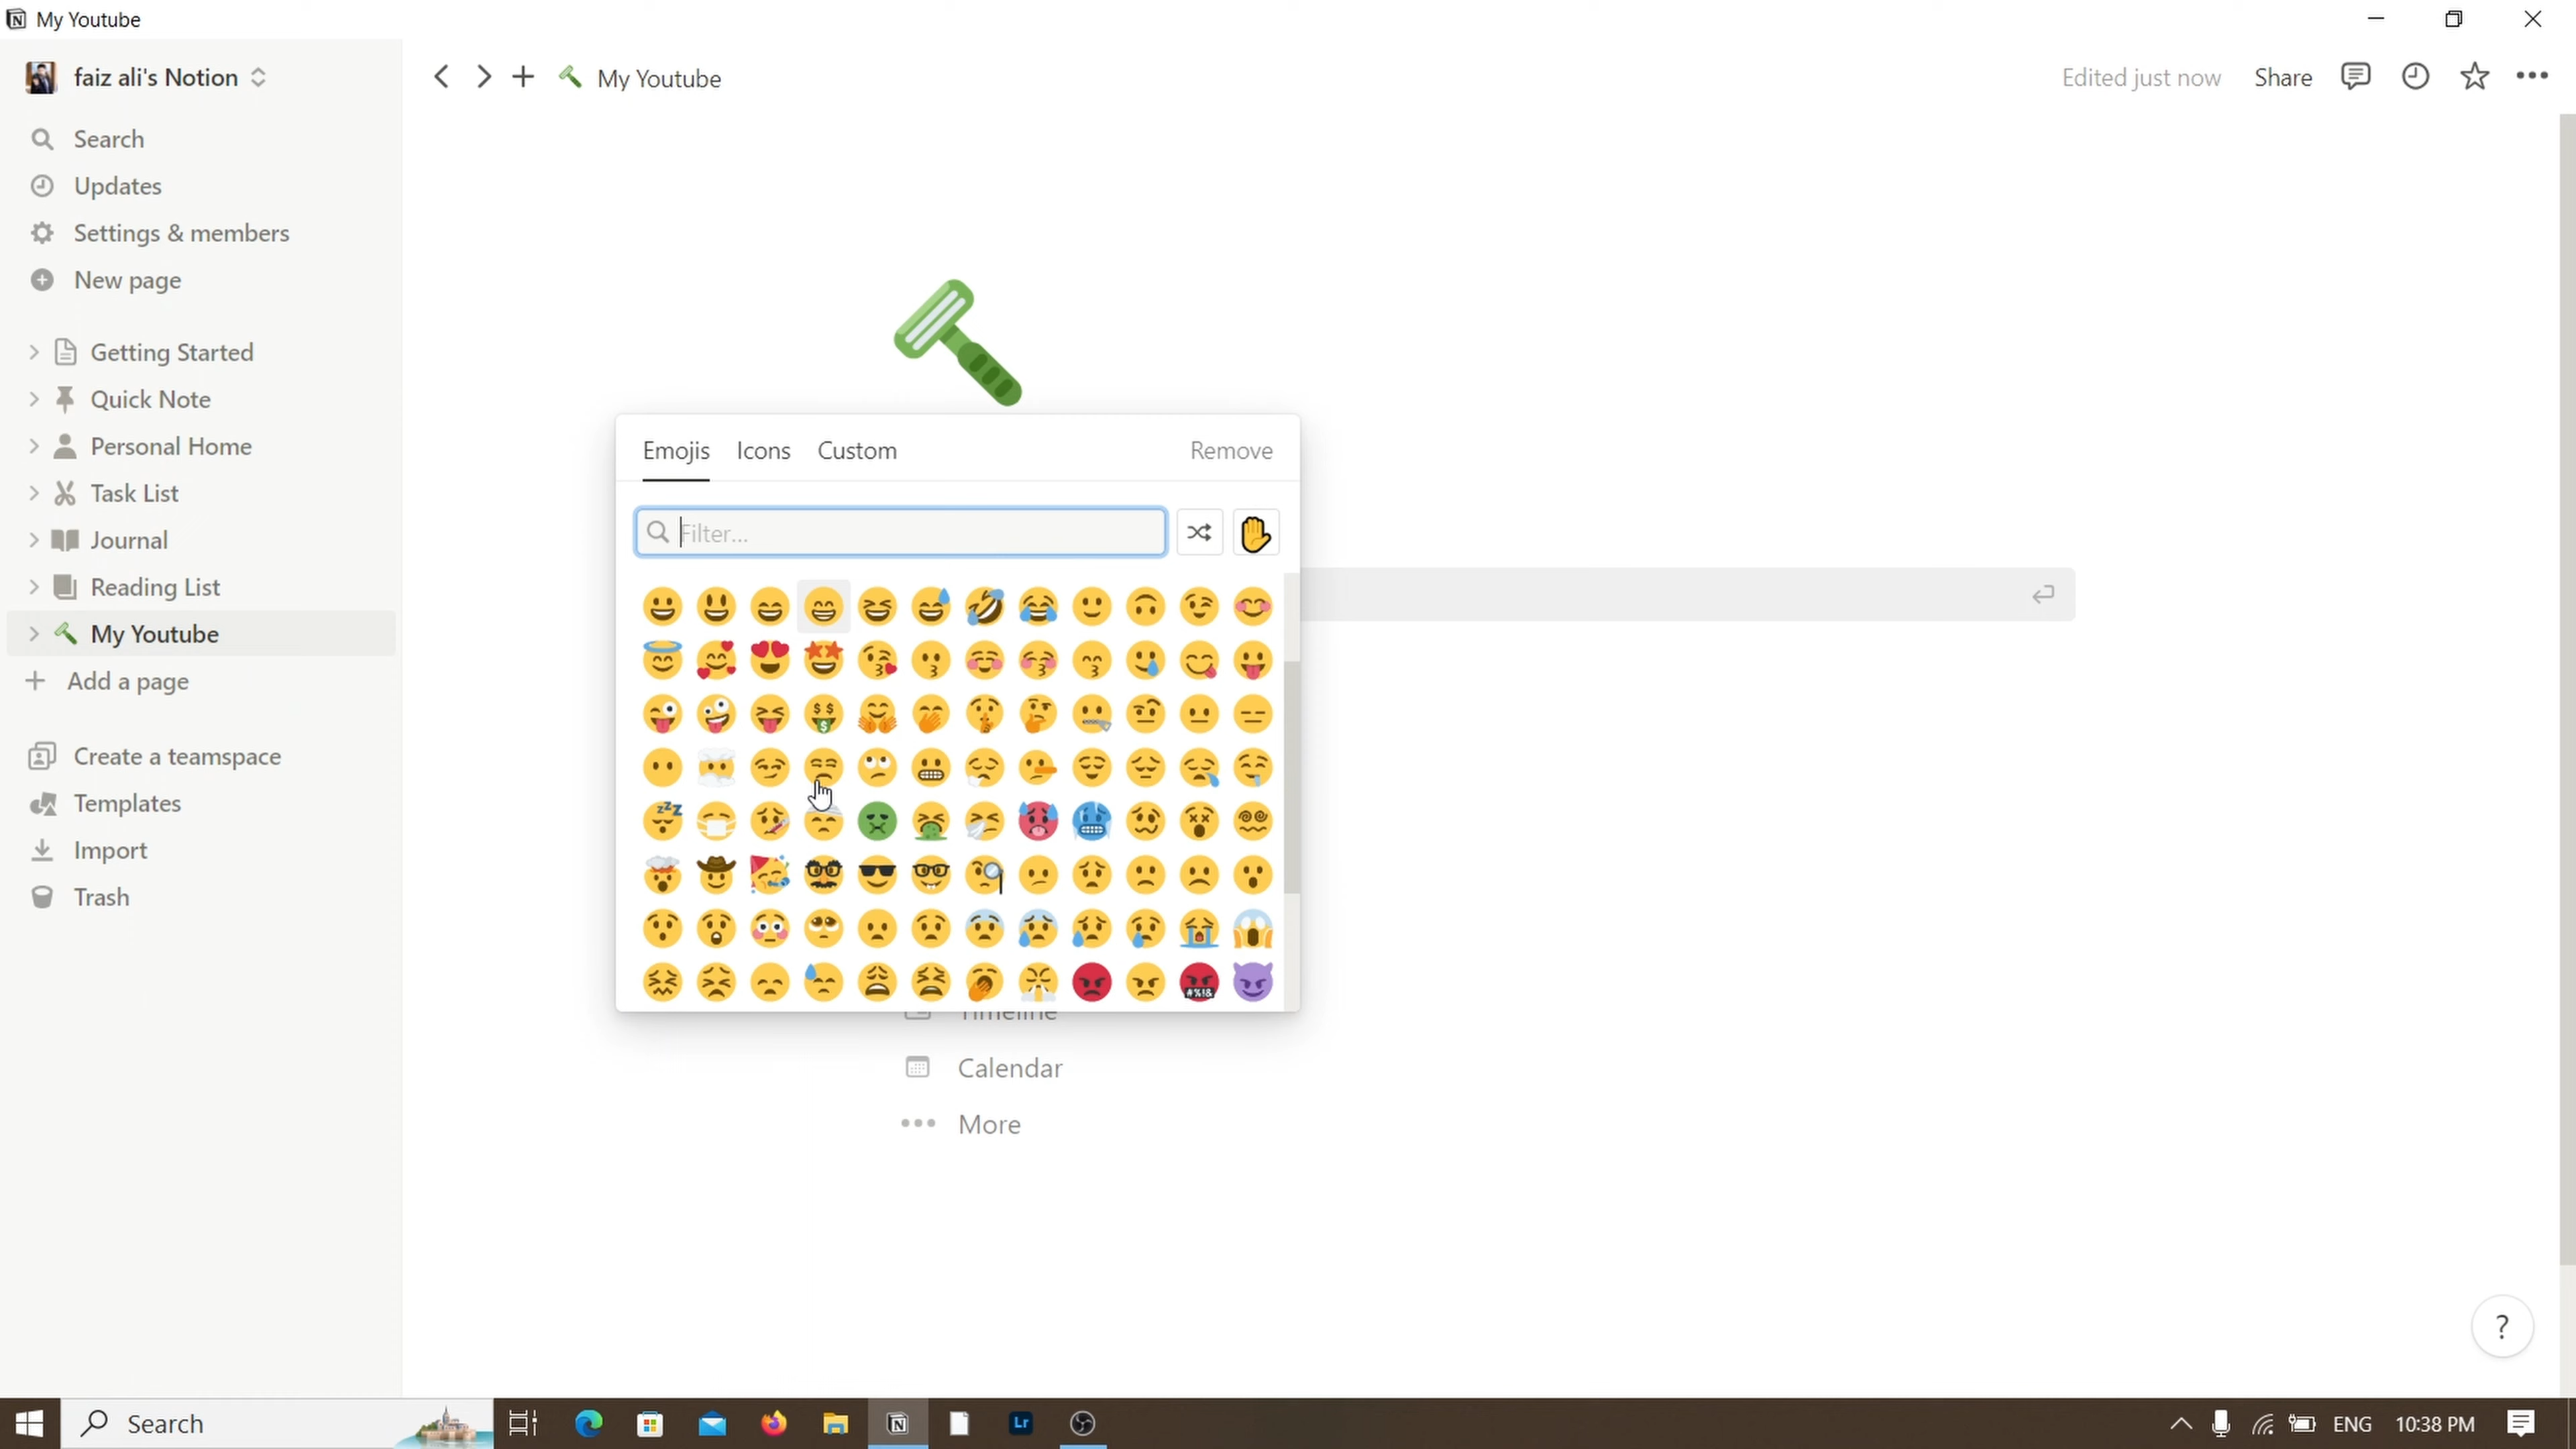 My Youtube
faiz ali's Notion
Search
Updates
Settings & members
New page
Getting Started
Quick Note
Personal Home
Task List
Journal
Reading List
My Youtube
Add a page
Create a teamspace
Templates
Import
Trash
My Youtube
Edited just now
Share
Emojis Icons Custom Remove
Filter...
Timeline
Calendar
More
?
Search
Lr
ENG 10:38 PM